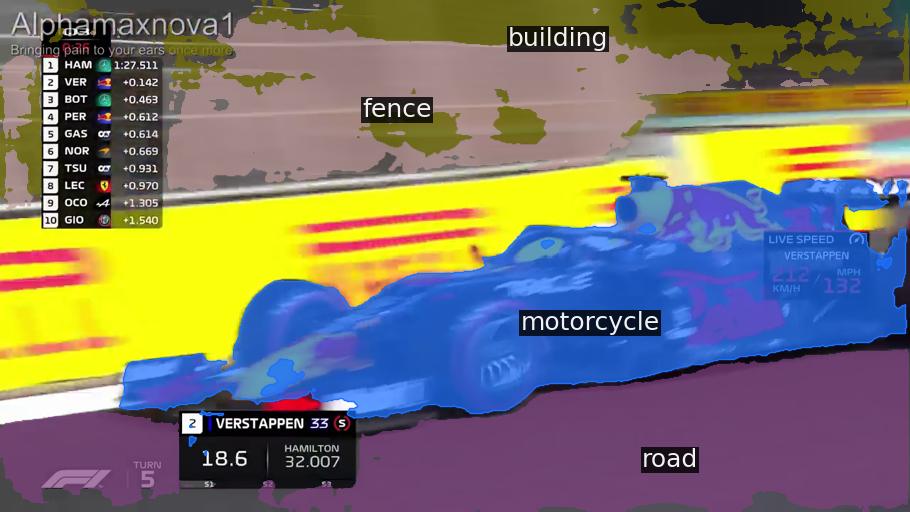 Alphamaxnova1
Bringing pain to your ears once more
1 HAM 1:27.511
2 VER +0.142
3 BOT +0.463
4 PER +0.612
5 GAS +0.614
6 NOR +0.669
7 TSU +0.931
8 LEC +0.970
9 OCO +1.305
10 GIO +1.540
building
fence
LIVE SPEED
VERSTAPPEN
212 / MPH
KM/H 132
motorcycle
2 VERSTAPPEN 33 S
18.6 HAMILTON
32.007
S1 S2 S3
road
F1 TURN
5